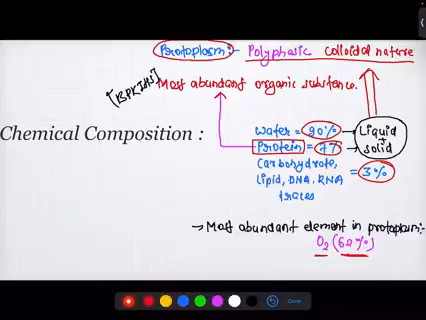 Protoplasm :- Polyphasic colloidal nature
[BPKIHS]
Most abundant organic substance.
Chemical Composition :
Water = 90% → Liquid
Protein = 7% → solid
Carbohydrate,
Lipid, DNA, RNA = 3%
traces
→ Most abundant element in protoplasm:-
O₂ (62%)
Done